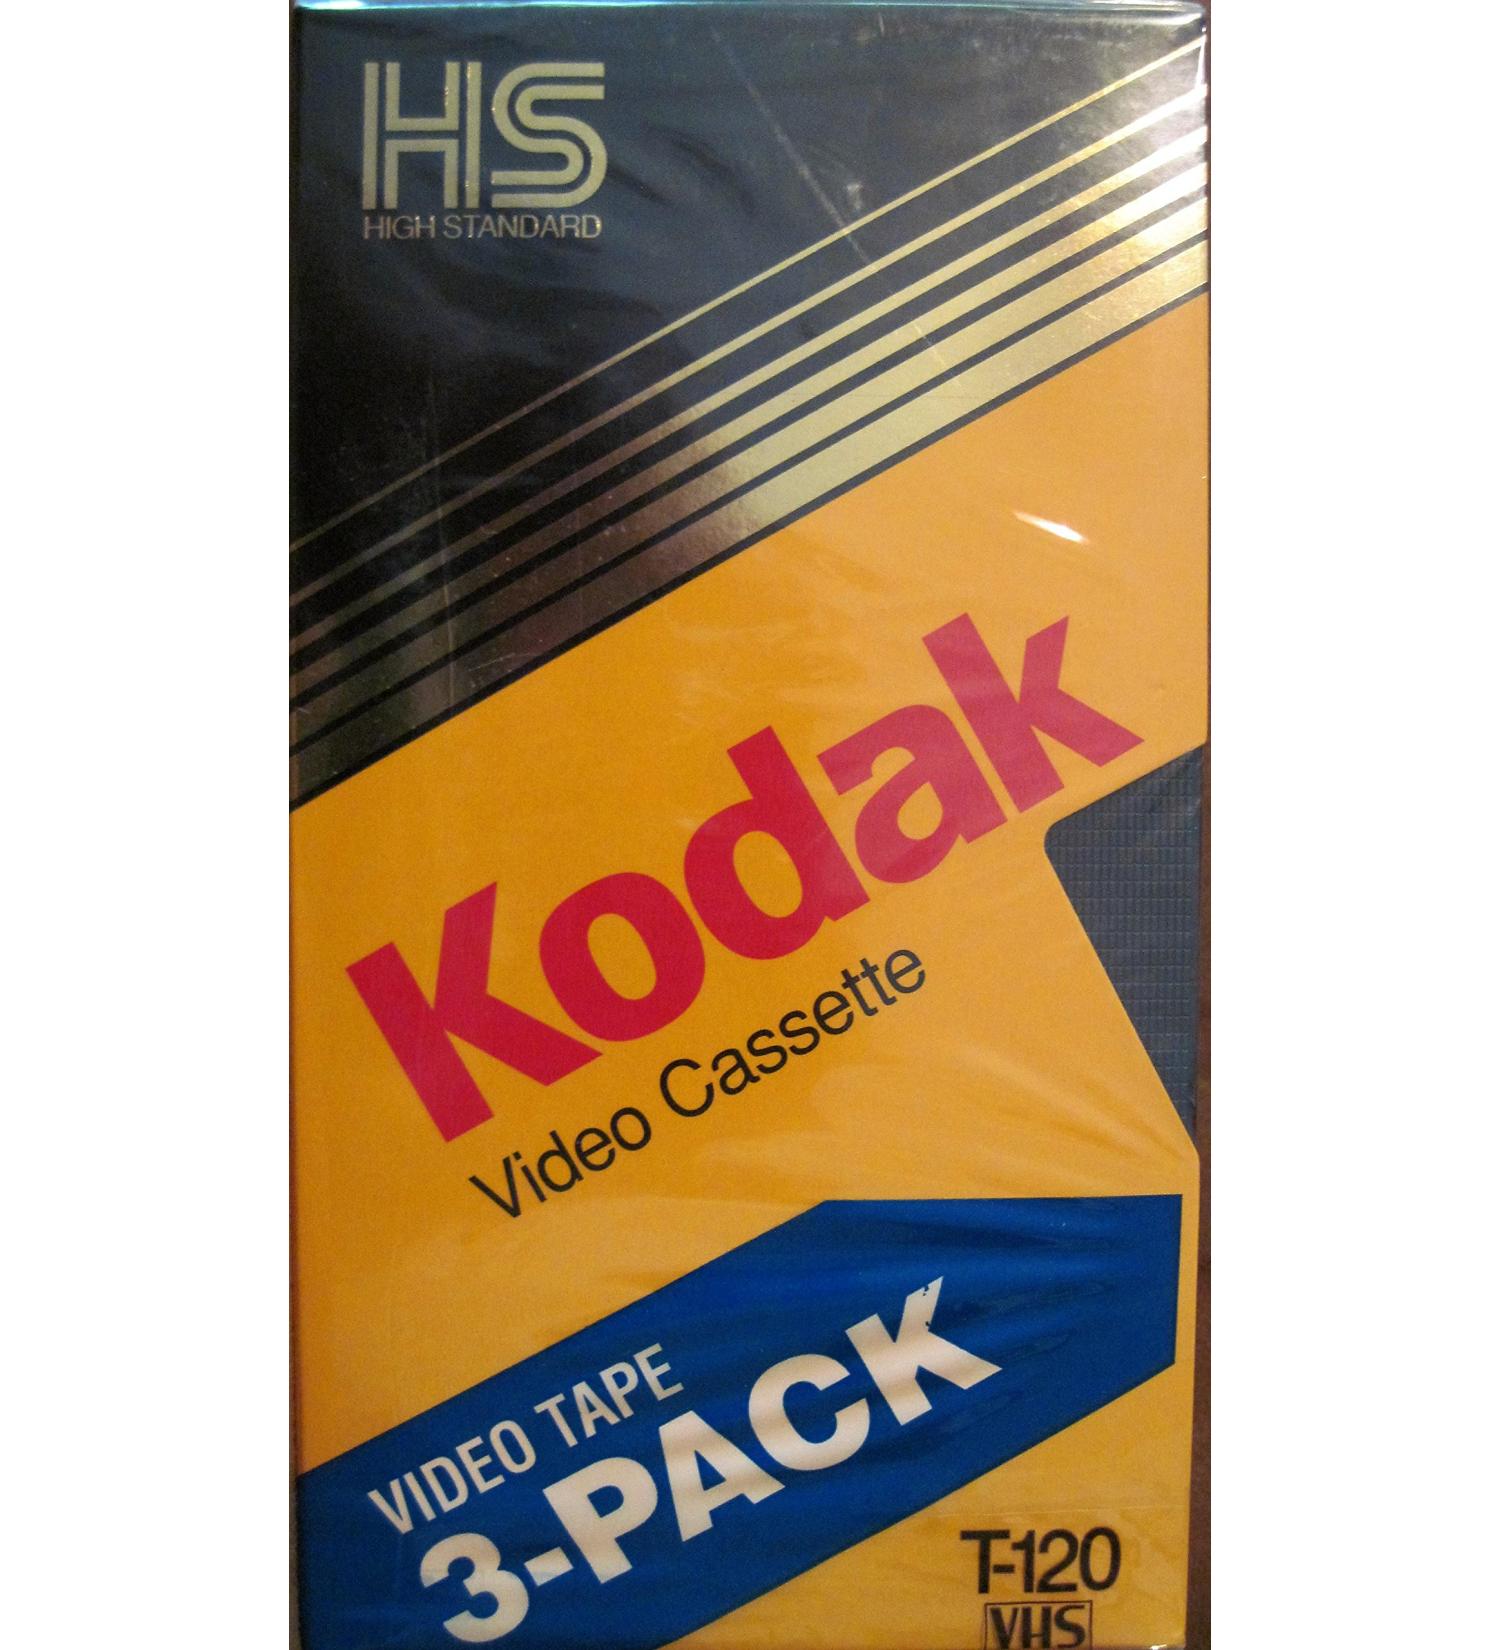 HS
HIGH STANDARD
Kodak
Video Cassette
VIDEO TAPE
3-PACK
T-120
VHS